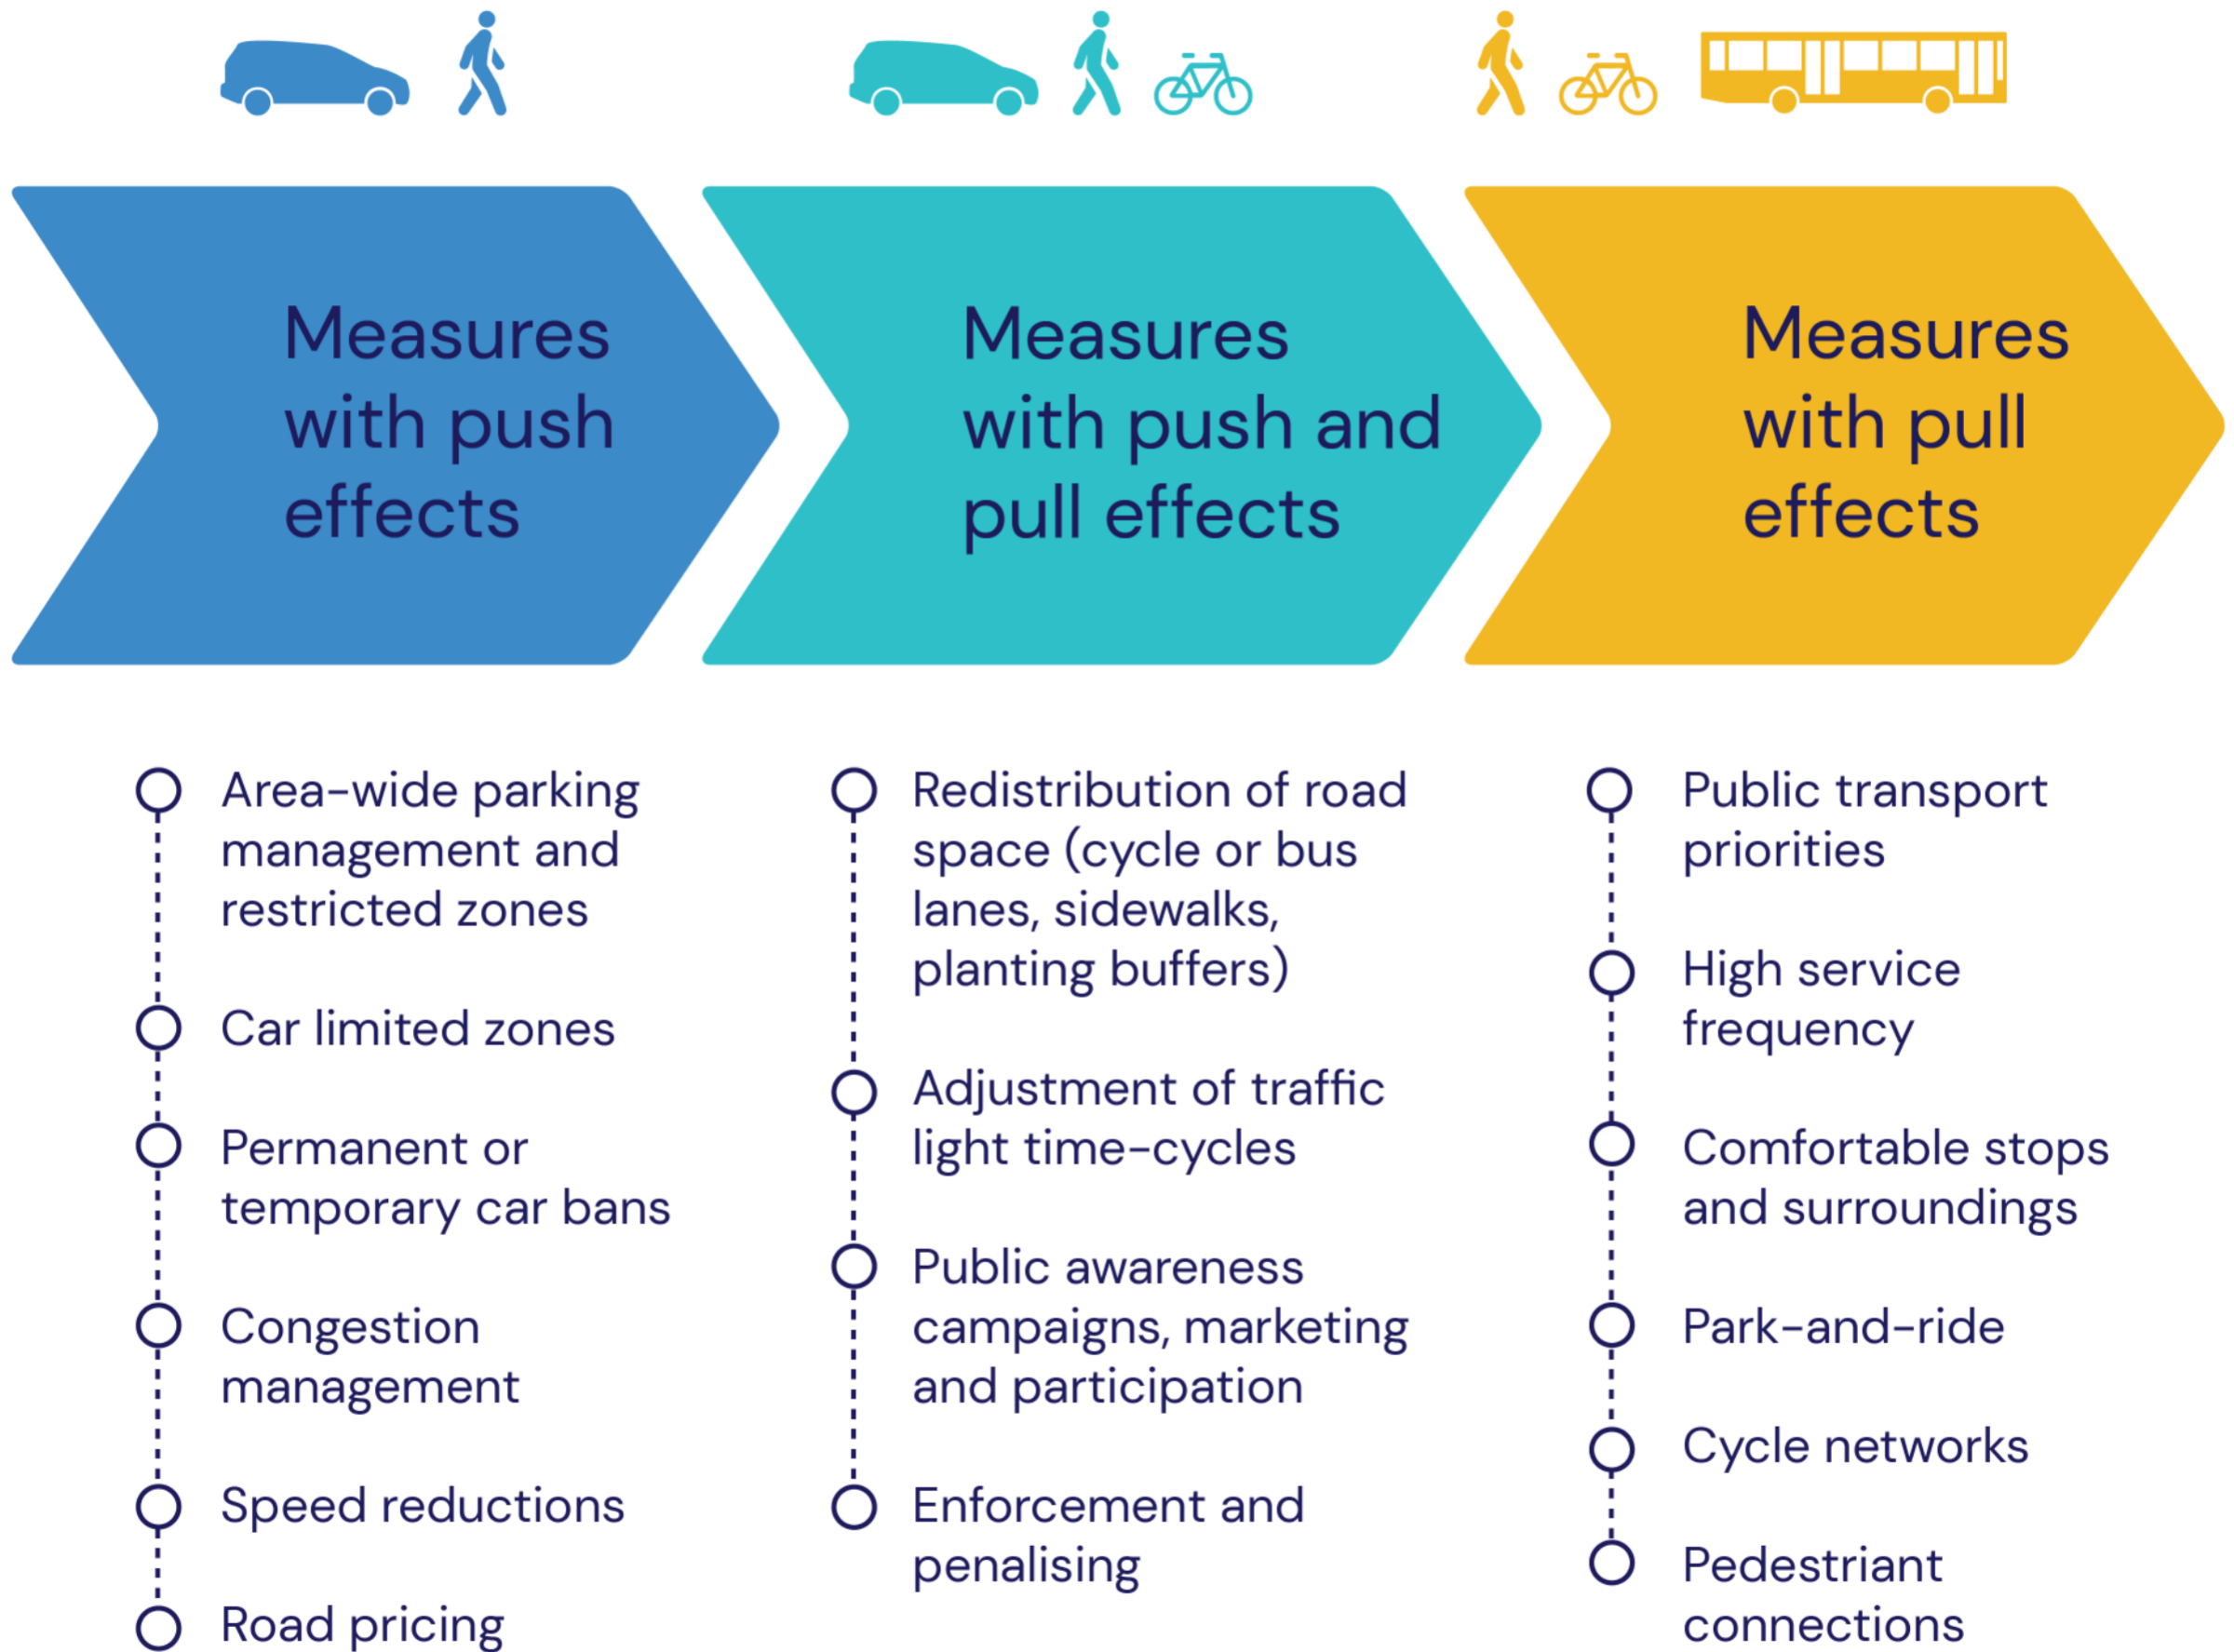 Measures
with push
effects
Measures
with push and
pull effects
Measures
with pull
effects
Area-wide parking
management and
restricted zones
Car limited zones
Permanent or
temporary car bans
Congestion
management
Speed reductions
Road pricing
Redistribution of road
space (cycle or bus
lanes, sidewalks,
planting buffers)
Adjustment of traffic
light time-cycles
Public awareness
campaigns, marketing
and participation
Enforcement and
penalising
Public transport
priorities
High service
frequency
Comfortable stops
and surroundings
Park-and-ride
Cycle networks
Pedestriant
connections